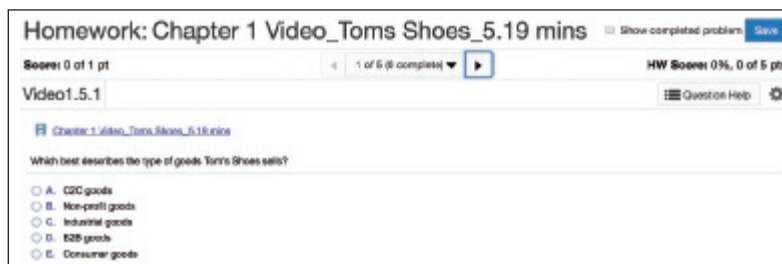 Homework: Chapter 1 Video_Toms Shoes_5.19 mins
Show completed problem
Save
Score: 0 of 1 pt
1 of 5 (0 complete)
HW Score: 0%, 0 of 5 pt
Video1.5.1
Question Help
Chapter 1 Video_Toms Shoes_5.19 mins
Which best describes the type of goods Tom's Shoes sells?
A. C2C goods
B. Non-profit goods
C. Industrial goods
D. B2B goods
E. Consumer goods